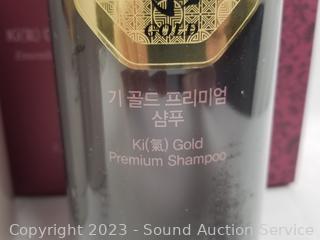 GOLD
기 골드 프리미엄
샴푸
Ki(氣) Gold
Premium Shampoo
Copyright 2023 - Sound Auction Service